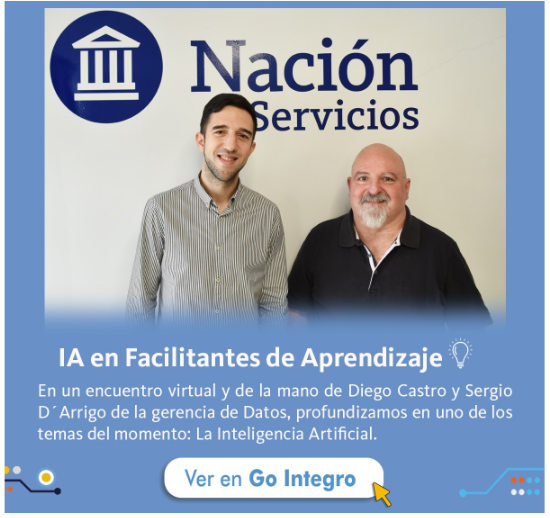 Nación
Servicios
IA en Facilitantes de Aprendizaje
En un encuentro virtual y de la mano de Diego Castro y Sergio
D´Arrigo de la gerencia de Datos, profundizamos en uno de los
temas del momento: La Inteligencia Artificial.
Ver en Go Integro